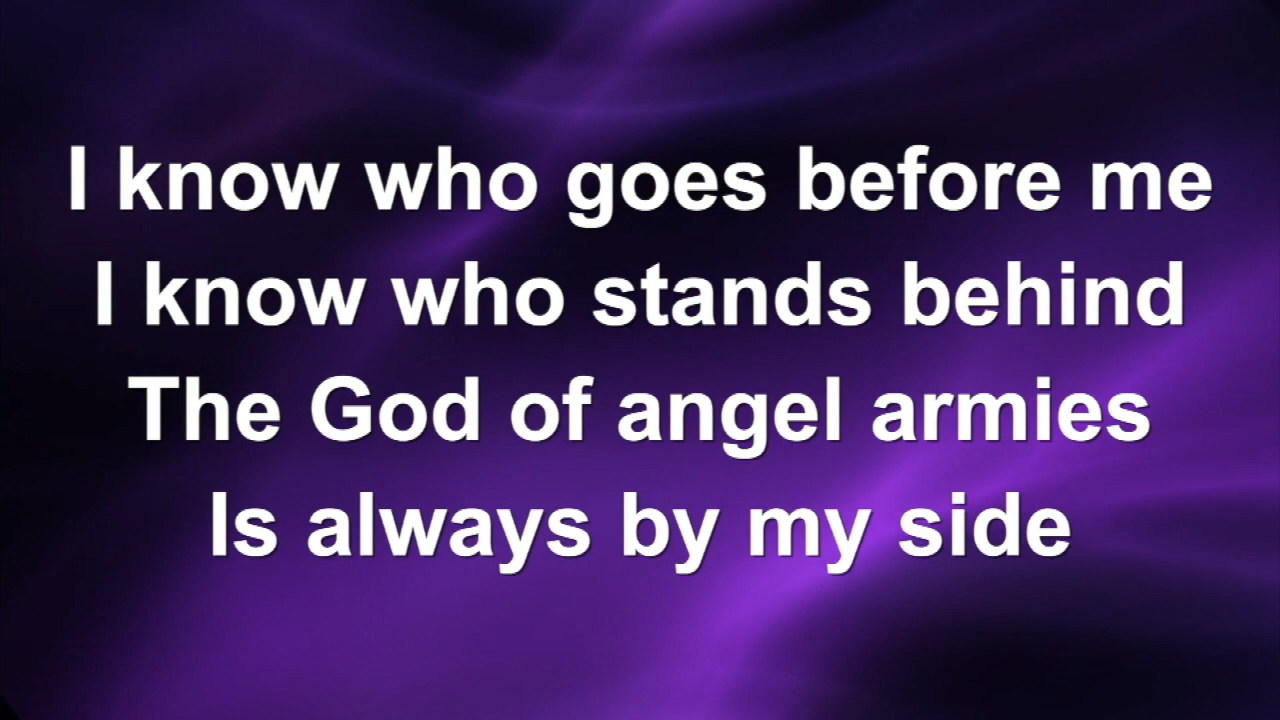 I know who goes before me
I know who stands behind
The God of angel armies
Is always by my side